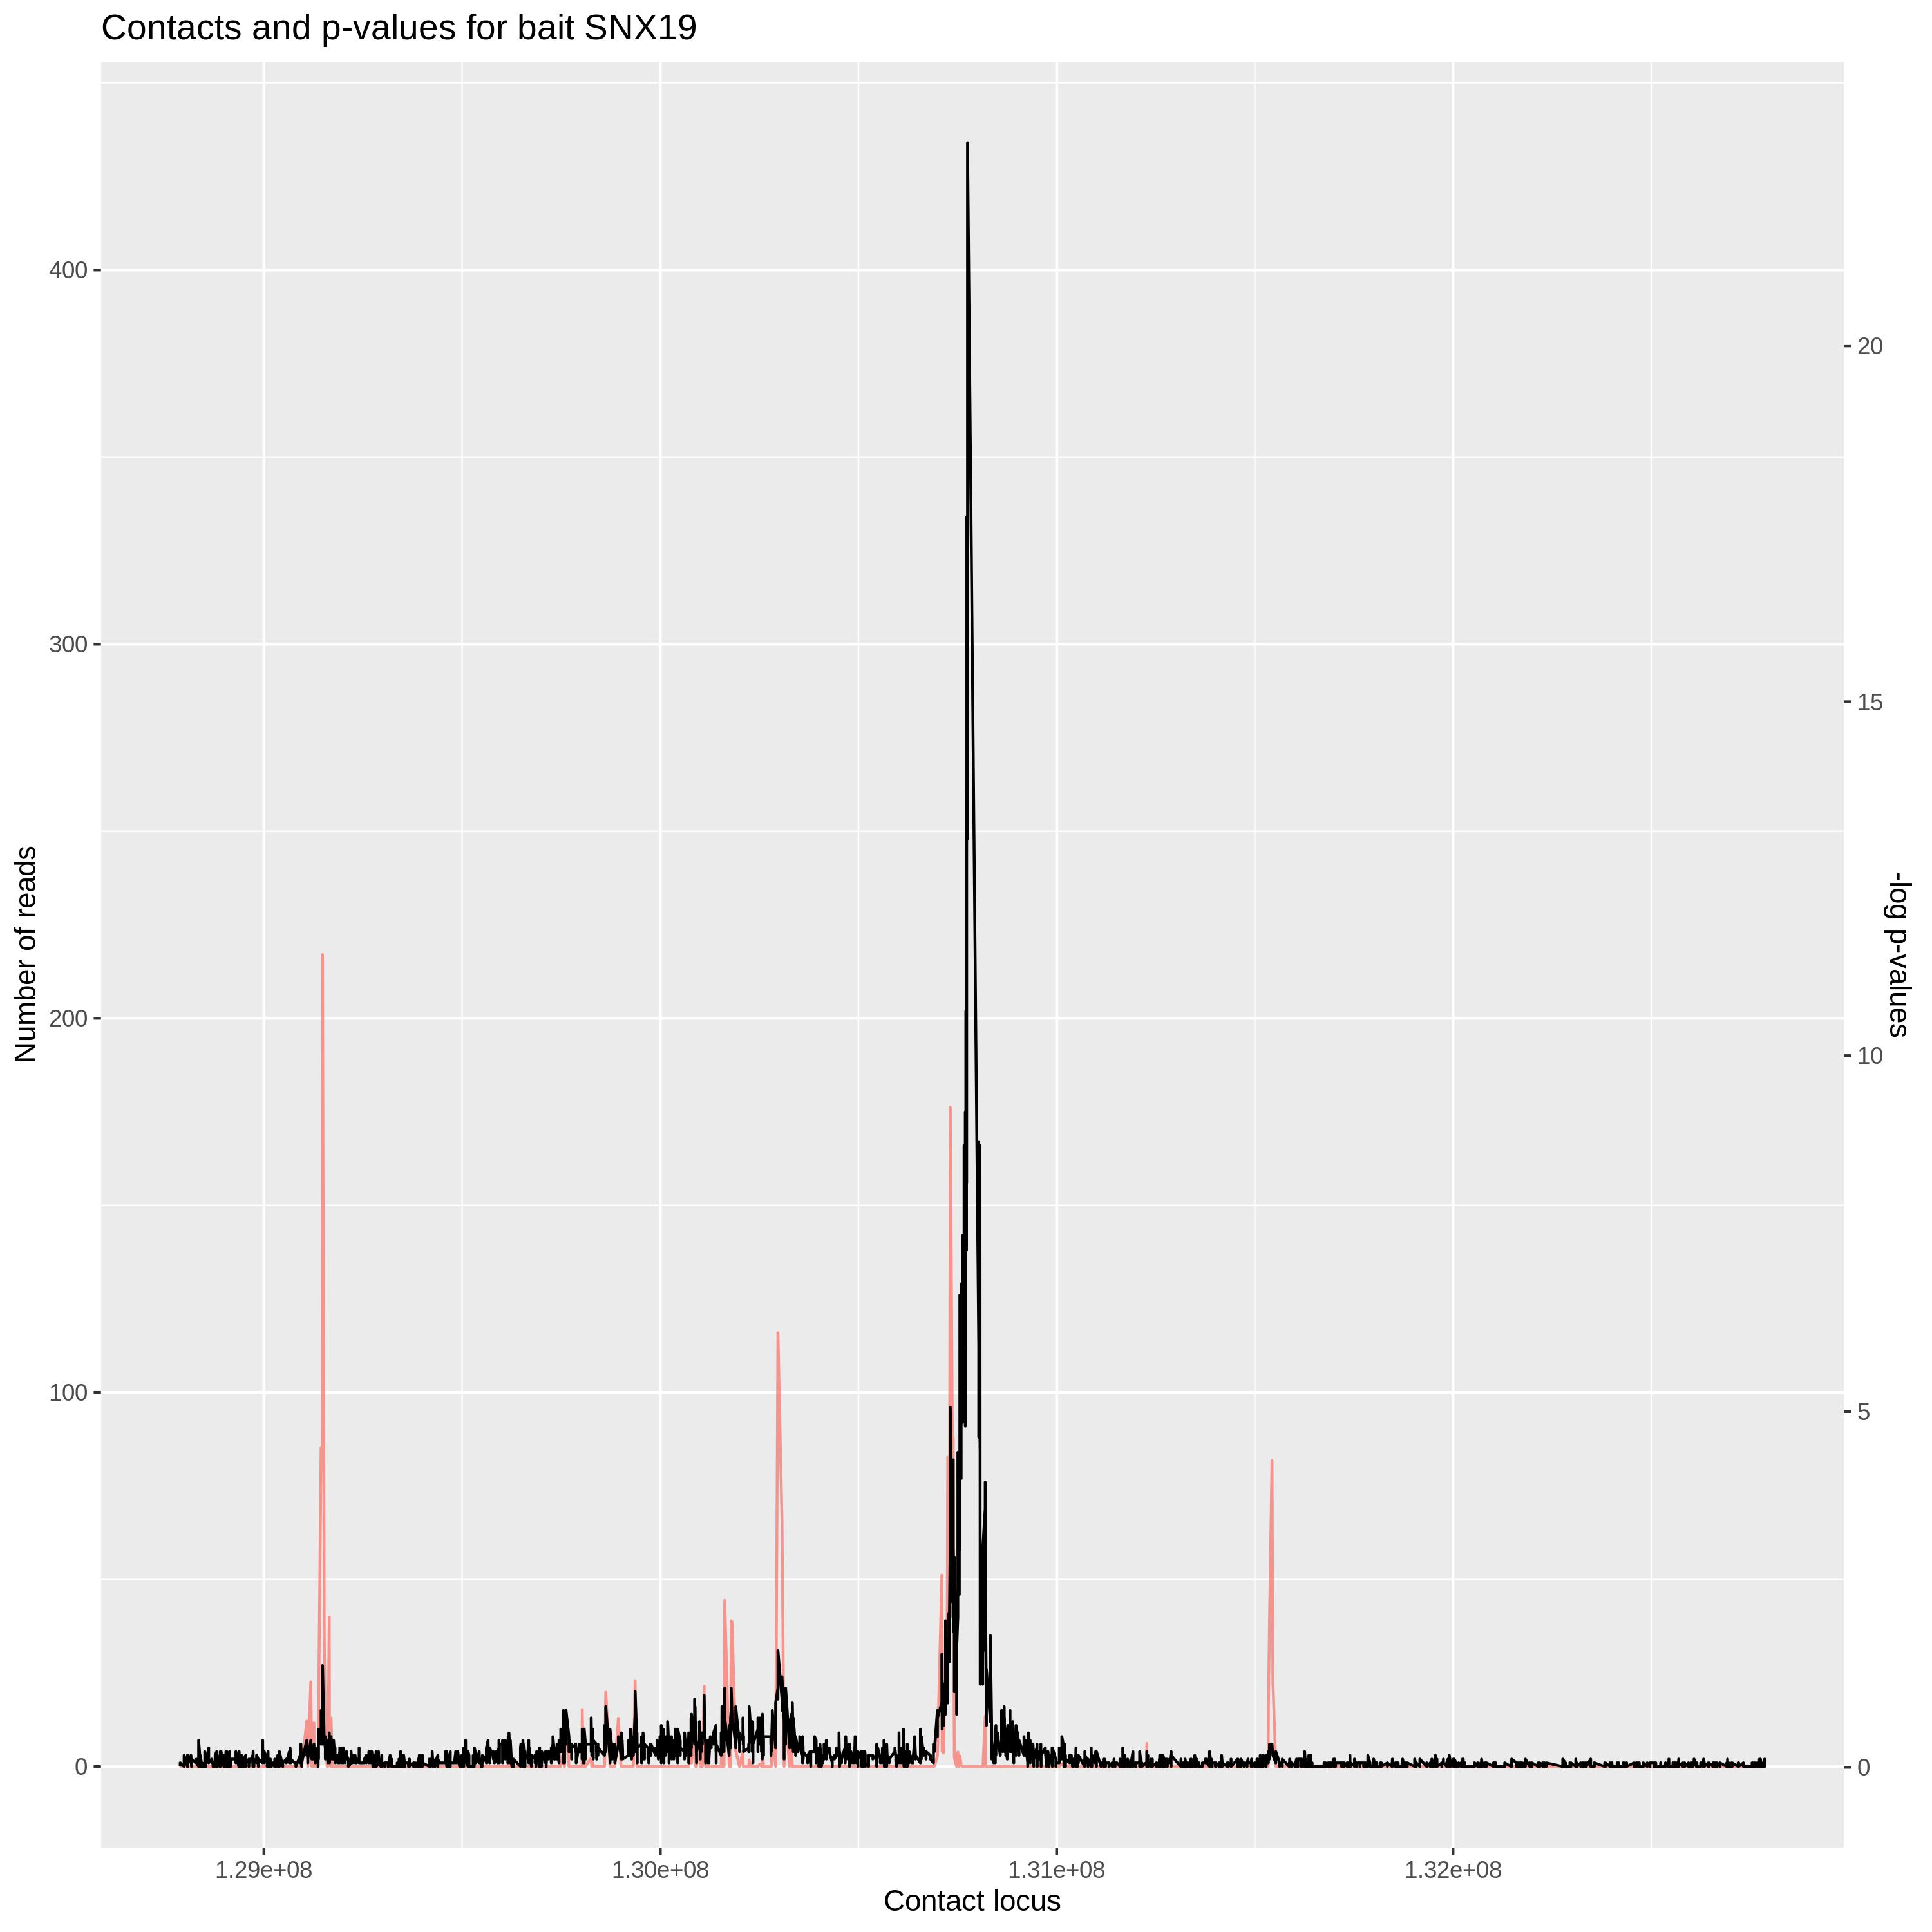 Contacts and p-values for bait SNX19
Number of reads
400
300
200
100
0
20
15
10
5
0
-log p-values
1.29e+08
1.30e+08
1.31e+08
1.32e+08
Contact locus